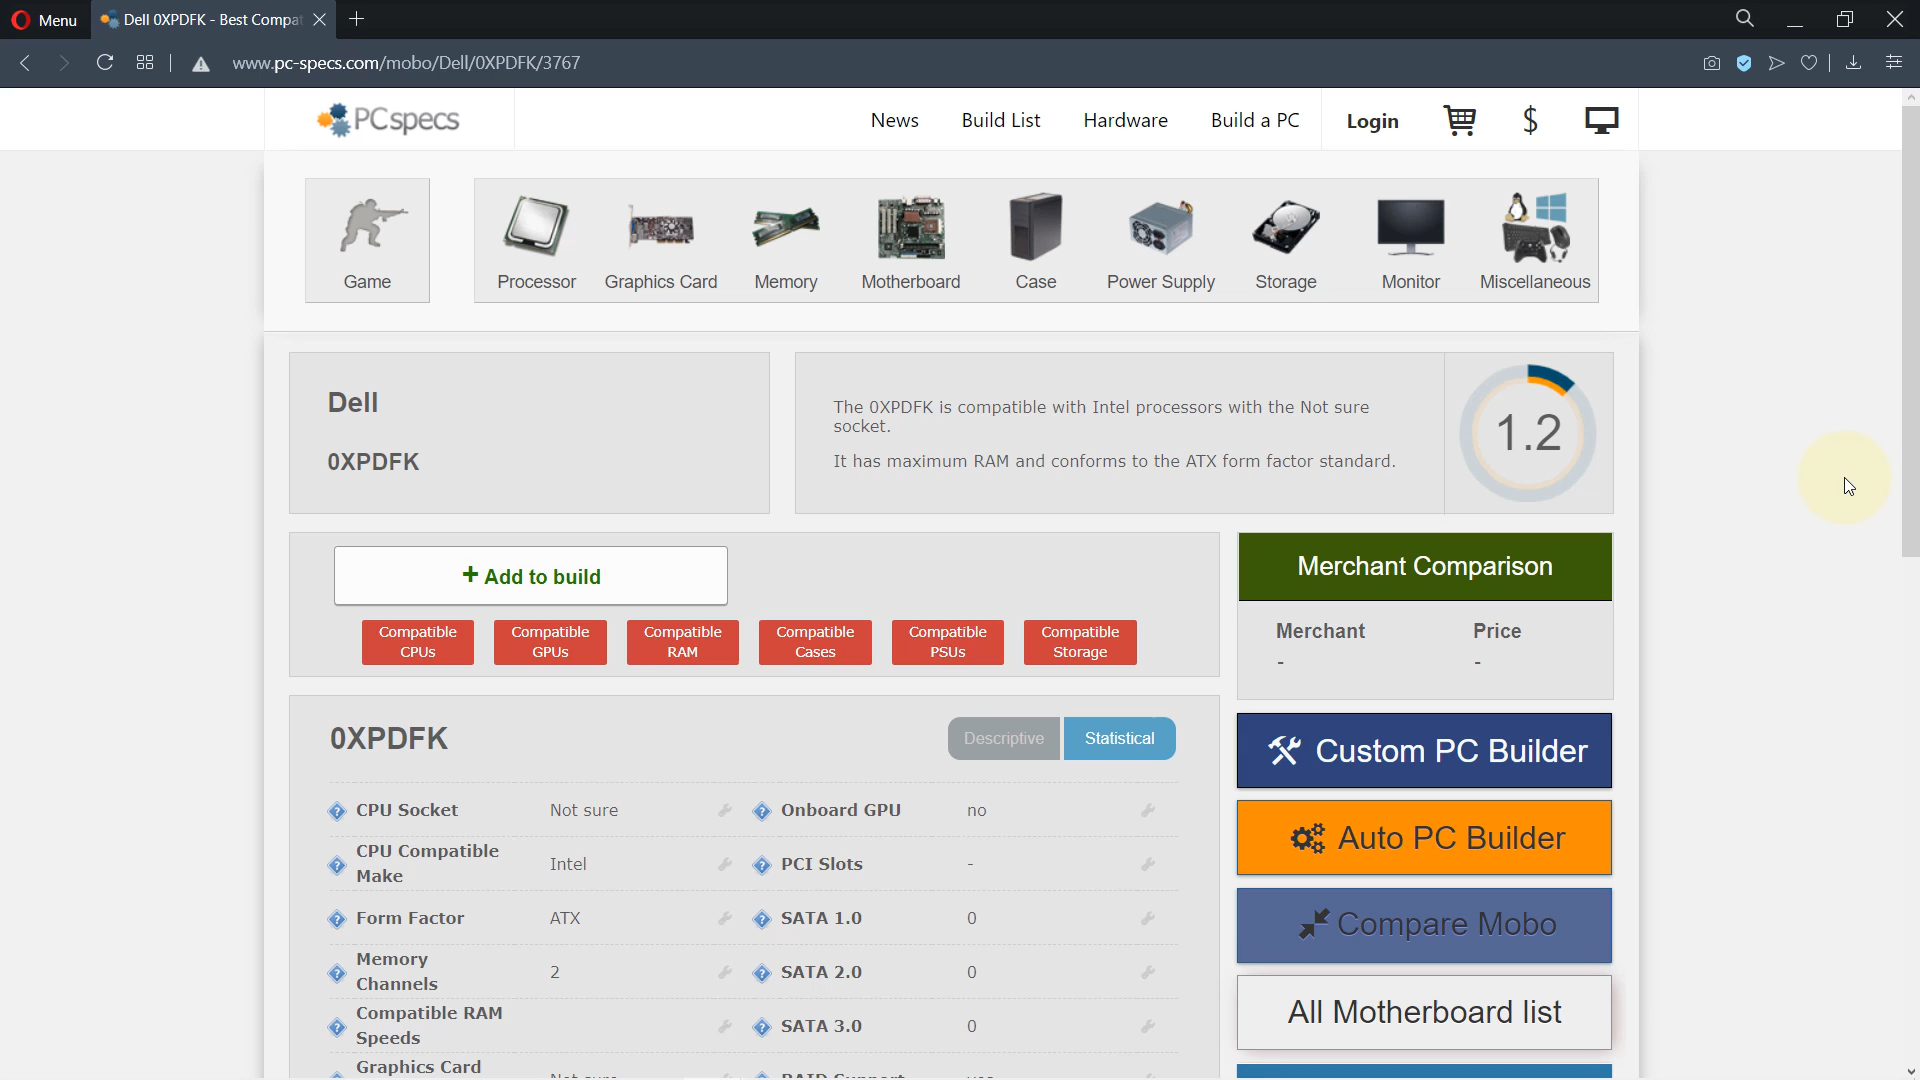 Menu
Dell 0XPDFK - Best Compat
www.pc-specs.com/mobo/Dell/0XPDFK/3767
PCspecs
News
Build List
Hardware
Build a PC
Login
$
Game
Processor
Graphics Card
Memory
Motherboard
Case
Power Supply
Storage
Monitor
Miscellaneous
Dell
0XPDFK
The 0XPDFK is compatible with Intel processors with the Not sure
socket.
It has maximum RAM and conforms to the ATX form factor standard.
1.2
+ Add to build
Compatible
CPUs
Compatible
GPUs
Compatible
RAM
Compatible
Cases
Compatible
PSUs
Compatible
Storage
Merchant Comparison
Merchant Price
- -
0XPDFK
Descriptive
Statistical
CPU Socket Not sure
Onboard GPU no
CPU Compatible
Make Intel
PCI Slots -
Form Factor ATX
SATA 1.0 0
Memory
Channels 2
SATA 2.0 0
Compatible RAM
Speeds
SATA 3.0 0
Graphics Card
Custom PC Builder
Auto PC Builder
Compare Mobo
All Motherboard list